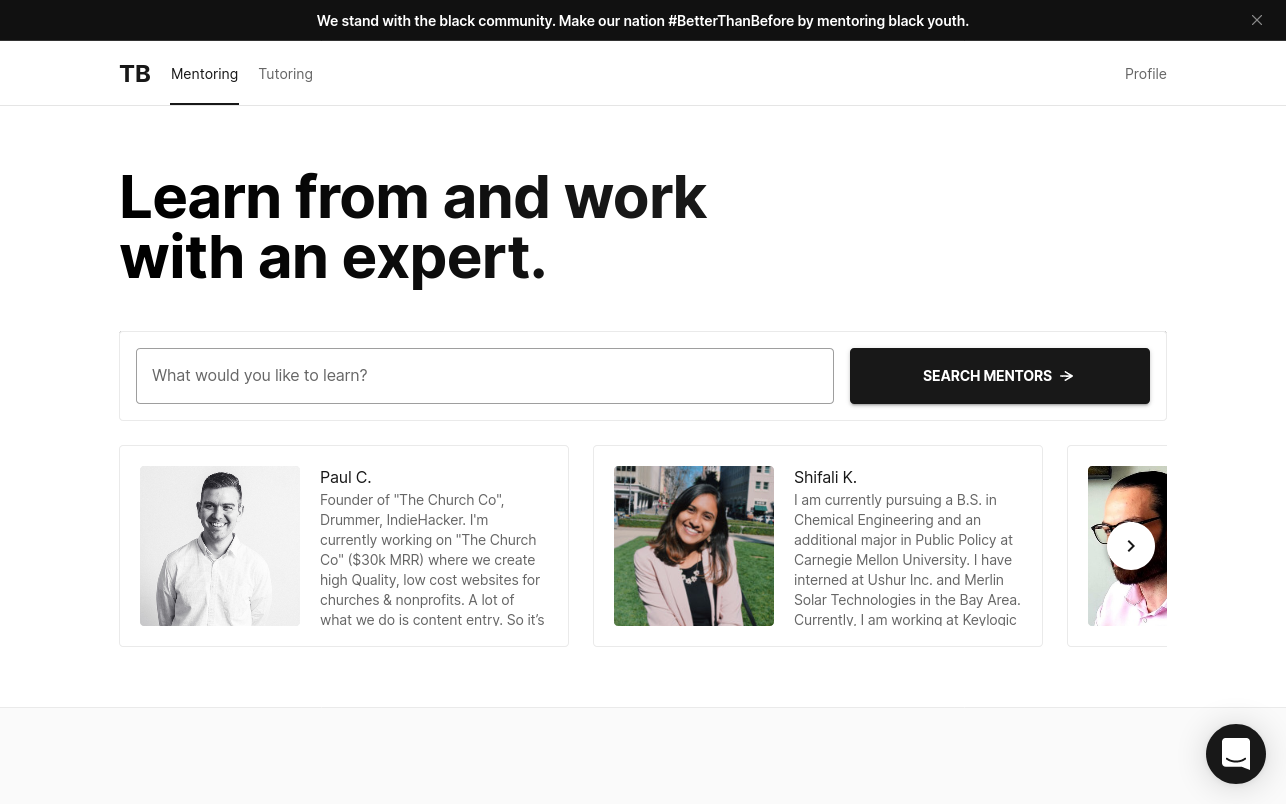 We stand with the black community. Make our nation #BetterThanBefore by mentoring black youth.
TB
Mentoring
Tutoring
Profile
Learn from and work
with an expert.
What would you like to learn?
SEARCH MENTORS
Paul C.
Founder of "The Church Co",
Drummer, IndieHacker. I'm
currently working on "The Church
Co" ($30k MRR) where we create
high Quality, low cost websites for
churches & nonprofits. A lot of
what we do is content entry. So it’s
Shifali K.
I am currently pursuing a B.S. in
Chemical Engineering and an
additional major in Public Policy at
Carnegie Mellon University. I have
interned at Ushur Inc. and Merlin
Solar Technologies in the Bay Area.
Currently, I am working at Keylogic